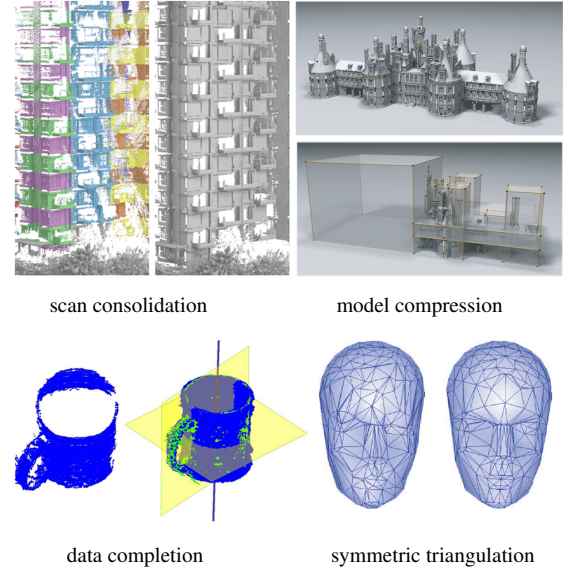 scan consolidation
model compression
data completion
symmetric triangulation